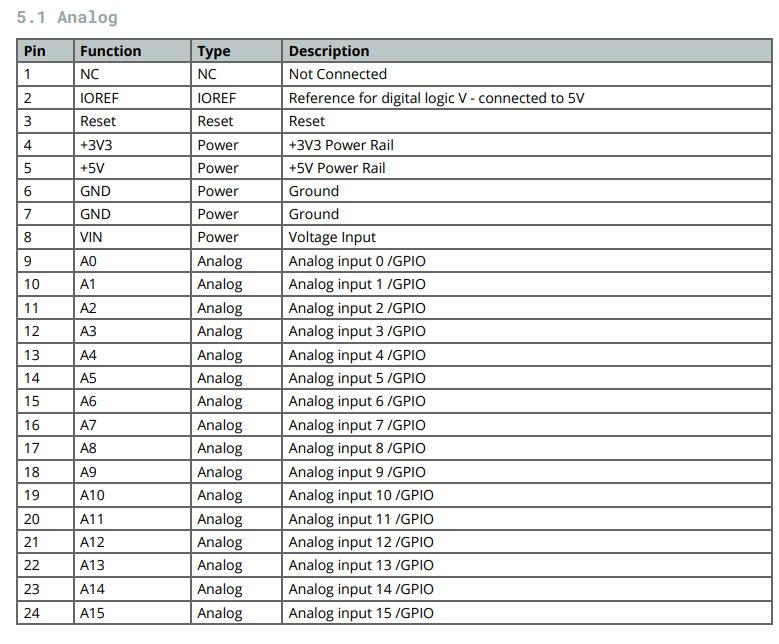 5.1 Analog
Pin Function Type Description
1 NC NC Not Connected
2 IOREF IOREF Reference for digital logic V - connected to 5V
3 Reset Reset Reset
4 +3V3 Power +3V3 Power Rail
5 +5V Power +5V Power Rail
6 GND Power Ground
7 GND Power Ground
8 VIN Power Voltage Input
9 A0 Analog Analog input 0 /GPIO
10 A1 Analog Analog input 1 /GPIO
11 A2 Analog Analog input 2 /GPIO
12 A3 Analog Analog input 3 /GPIO
13 A4 Analog Analog input 4 /GPIO
14 A5 Analog Analog input 5 /GPIO
15 A6 Analog Analog input 6 /GPIO
16 A7 Analog Analog input 7 /GPIO
17 A8 Analog Analog input 8 /GPIO
18 A9 Analog Analog input 9 /GPIO
19 A10 Analog Analog input 10 /GPIO
20 A11 Analog Analog input 11 /GPIO
21 A12 Analog Analog input 12 /GPIO
22 A13 Analog Analog input 13 /GPIO
23 A14 Analog Analog input 14 /GPIO
24 A15 Analog Analog input 15 /GPIO